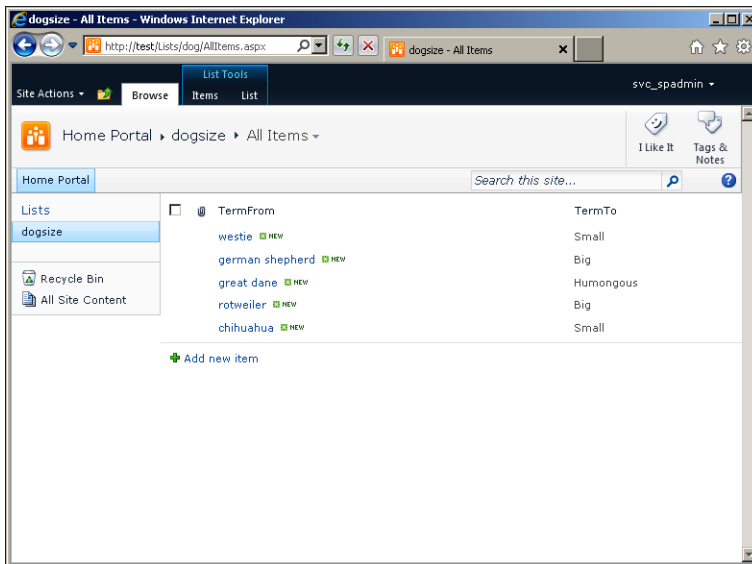 dogsize - All Items - Windows Internet Explorer
http://test/Lists/dog/AllItems.aspx
dogsize - All Items
List Tools
Site Actions
Browse
Items
List
svc_spadmin
Home Portal
dogsize
All Items
I Like It
Tags &
Notes
Home Portal
Search this site...
Lists
dogsize
Recycle Bin
All Site Content
TermFrom TermTo
westie NEW Small
german shepherd NEW Big
great dane NEW Humongous
rotweiler NEW Big
chihuahua NEW Small
Add new item